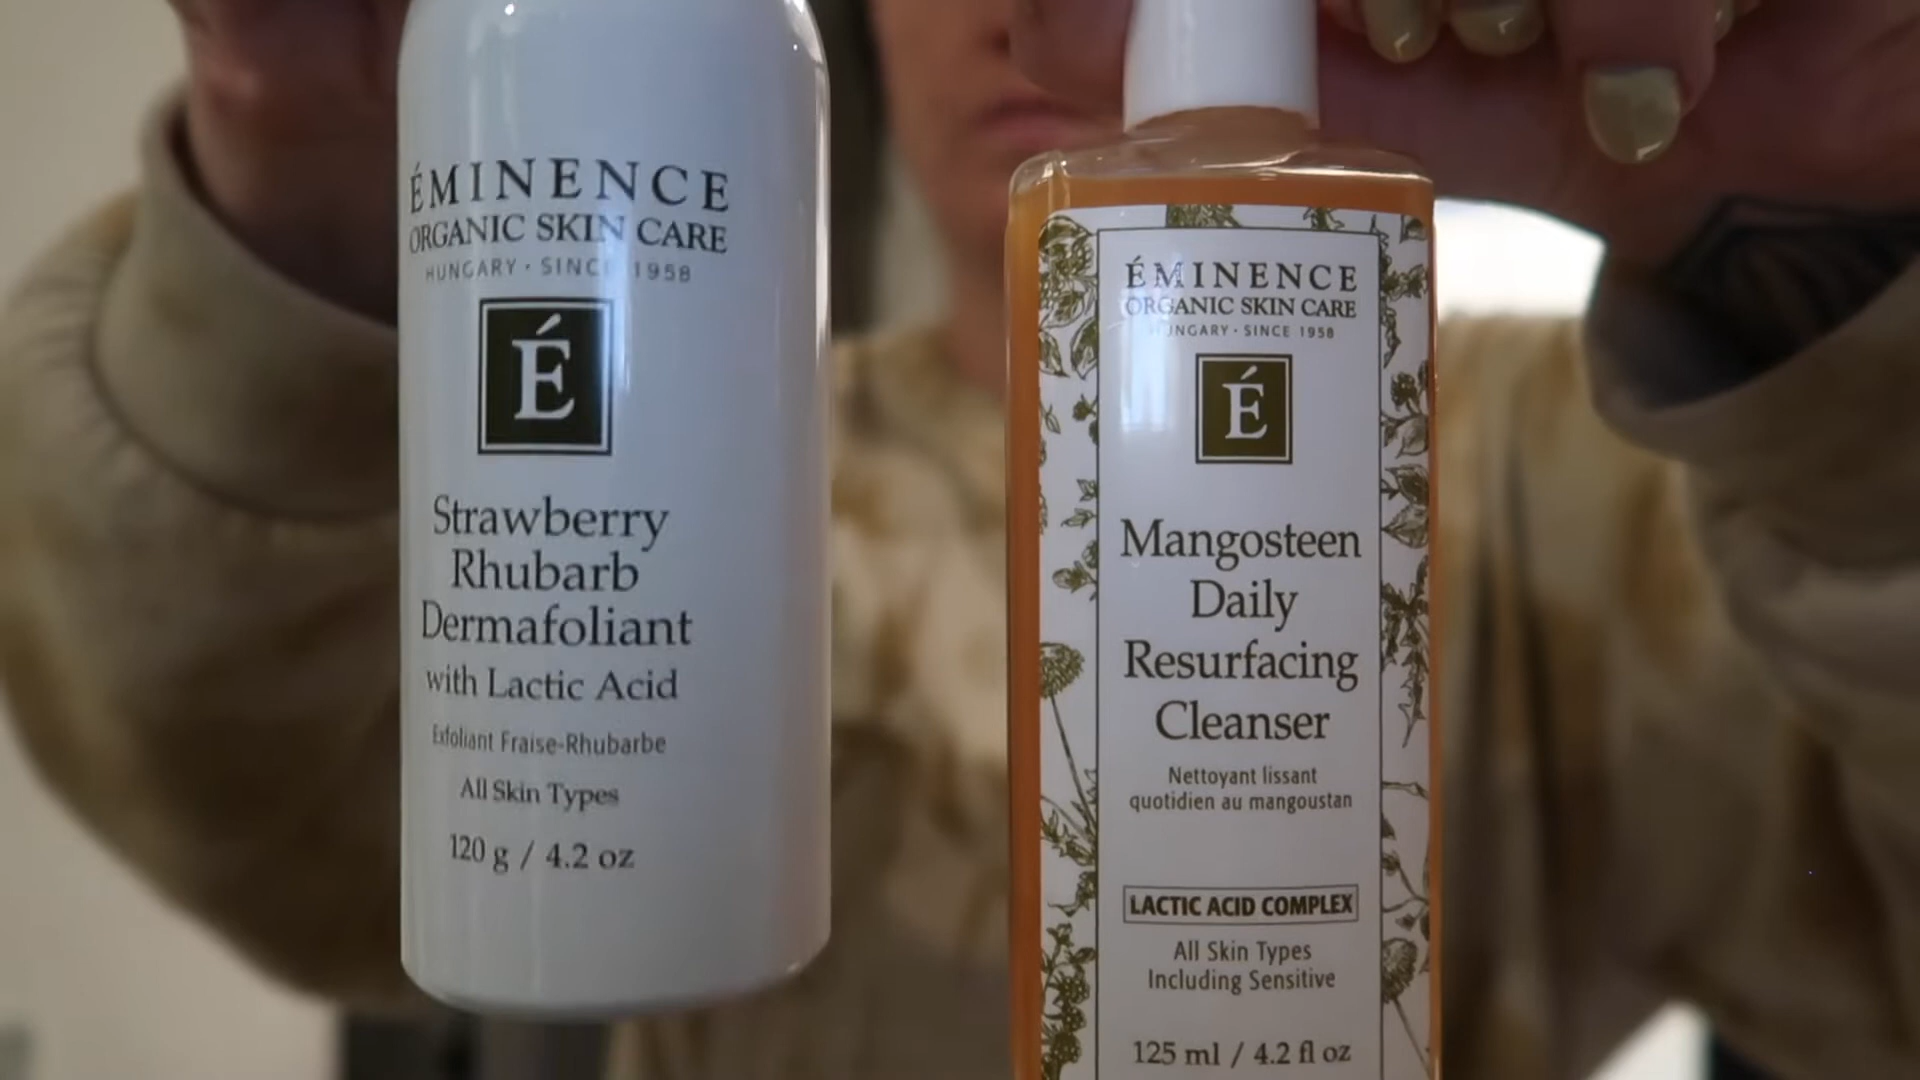 ÉMINENCE
ORGANIC SKIN CARE
HUNGARY · SINCE 1958
É
Strawberry
Rhubarb
Dermafoliant
with Lactic Acid
Exfoliant Fraise-Rhubarbe
All Skin Types
120 g / 4.2 oz
ÉMINENCE
ORGANIC SKIN CARE
HUNGARY · SINCE 1958
É
Mangosteen
Daily
Resurfacing
Cleanser
Nettoyant lissant
quotidien au mangoustan
LACTIC ACID COMPLEX
All Skin Types
Including Sensitive
125 ml / 4.2 fl oz